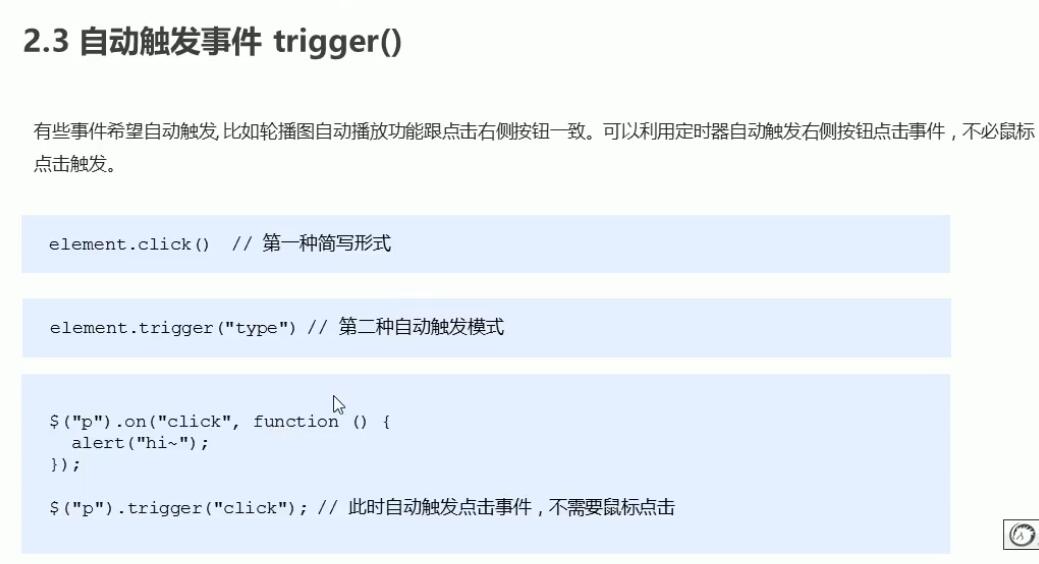 2.3 自动触发事件 trigger()
有些事件希望自动触发, 比如轮播图自动播放功能跟点击右侧按钮一致。可以利用定时器自动触发右侧按钮点击事件，不必鼠标
点击触发。
element.click()  // 第一种简写形式
element.trigger("type") // 第二种自动触发模式
$("p").on("click", function () {
  alert("hi~");
});
$("p").trigger("click"); // 此时自动触发点击事件，不需要鼠标点击